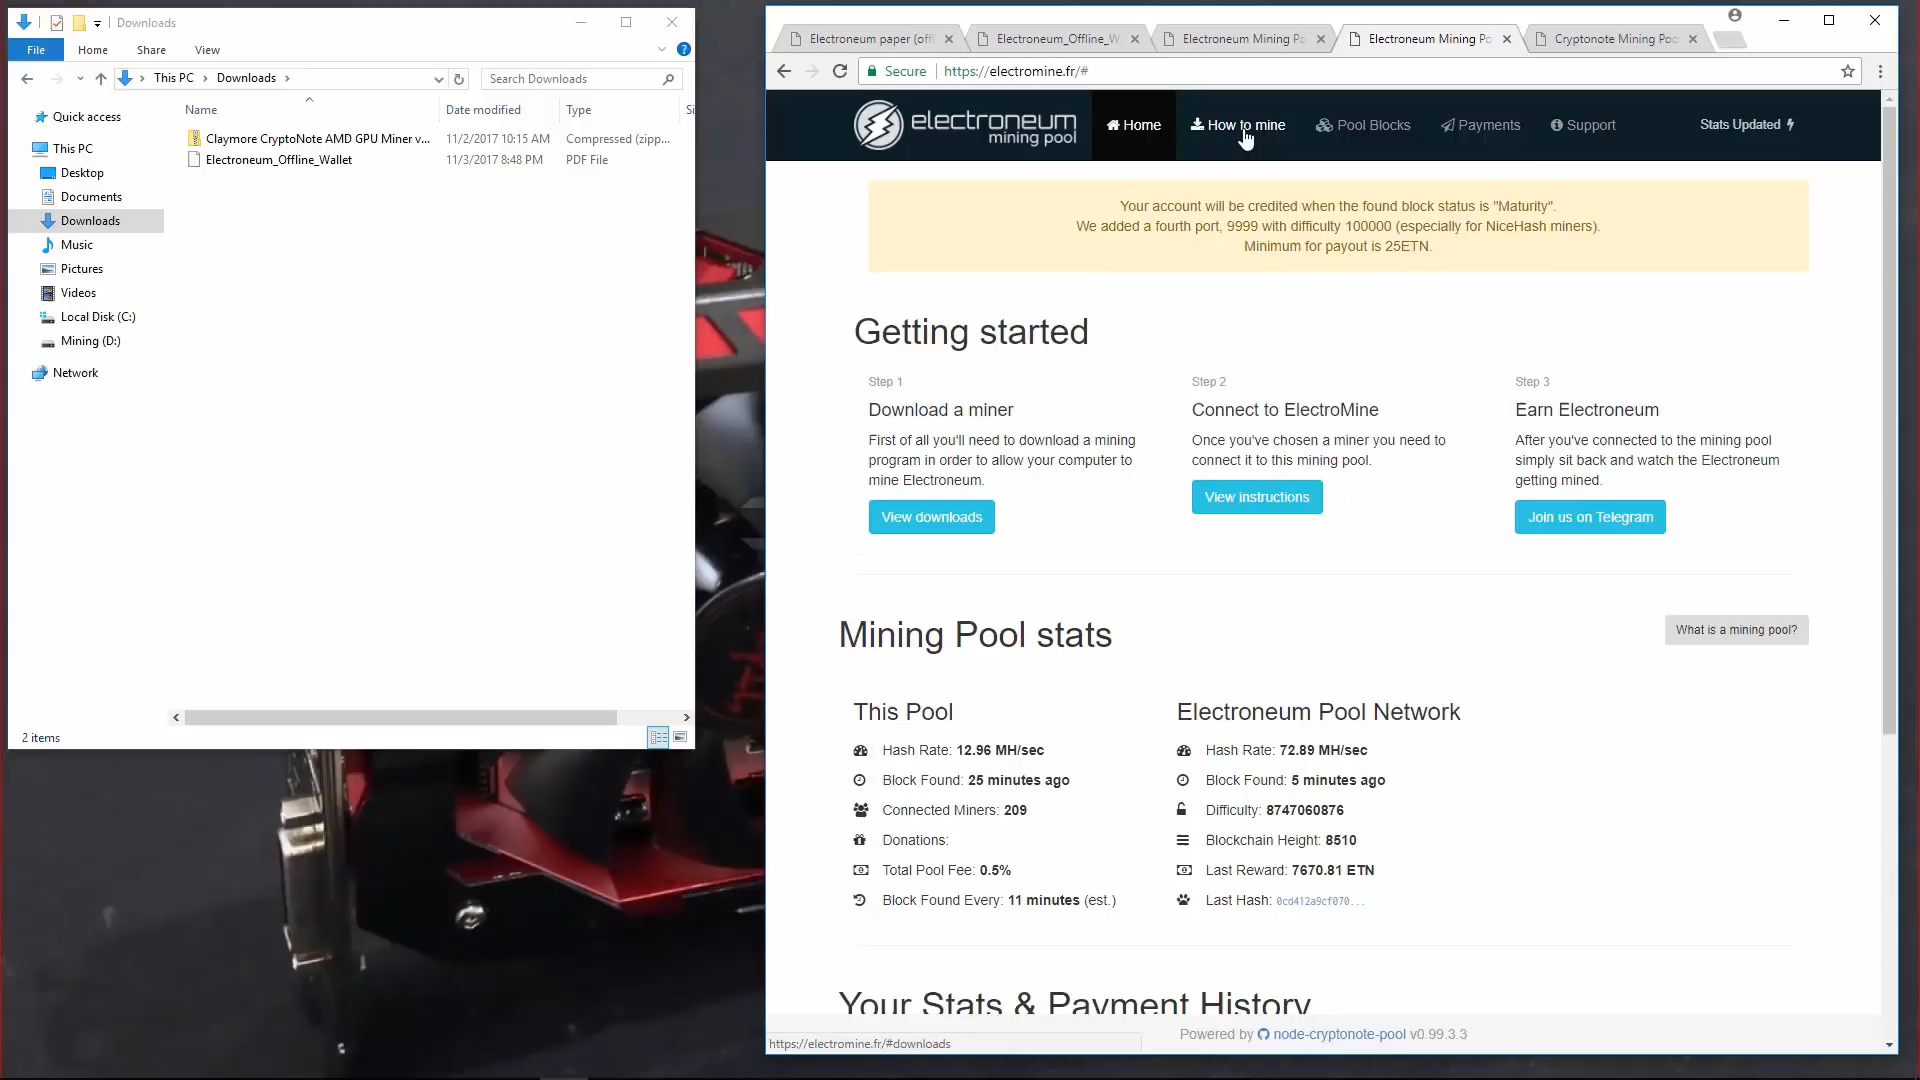 Downloads
File
Home
Share
View
This PC
Downloads
Search Downloads
Name
Date modified
Type
Si
Quick access
This PC
Desktop
Documents
Downloads
Music
Pictures
Videos
Local Disk (C:)
Mining (D:)
Network
Claymore CryptoNote AMD GPU Miner v... 11/2/2017 10:15 AM Compressed (zipp...
Electroneum_Offline_Wallet 11/3/2017 8:48 PM PDF File
2 items
Electroneum paper (off
Electroneum_Offline_W
Electroneum Mining Po
Electroneum Mining Po
Cryptonote Mining Poo
Secure https://electromine.fr/#
electroneum
mining pool
Home
How to mine
Pool Blocks
Payments
Support
Stats Updated
Your account will be credited when the found block status is "Maturity".
We added a fourth port, 9999 with difficulty 100000 (especially for NiceHash miners).
Minimum for payout is 25ETN.
Getting started
Step 1
Download a miner
First of all you'll need to download a mining
program in order to allow your computer to
mine Electroneum.
View downloads
Step 2
Connect to ElectroMine
Once you've chosen a miner you need to
connect it to this mining pool.
View instructions
Step 3
Earn Electroneum
After you've connected to the mining pool
simply sit back and watch the Electroneum
getting mined.
Join us on Telegram
Mining Pool stats
What is a mining pool?
This Pool
Hash Rate: 12.96 MH/sec
Block Found: 25 minutes ago
Connected Miners: 209
Donations:
Total Pool Fee: 0.5%
Block Found Every: 11 minutes (est.)
Electroneum Pool Network
Hash Rate: 72.89 MH/sec
Block Found: 5 minutes ago
Difficulty: 8747060876
Blockchain Height: 8510
Last Reward: 7670.81 ETN
Last Hash: 0cd412a9cf070...
Your Stats & Payment History
Powered by node-cryptonote-pool v0.99.3.3
https://electromine.fr/#downloads